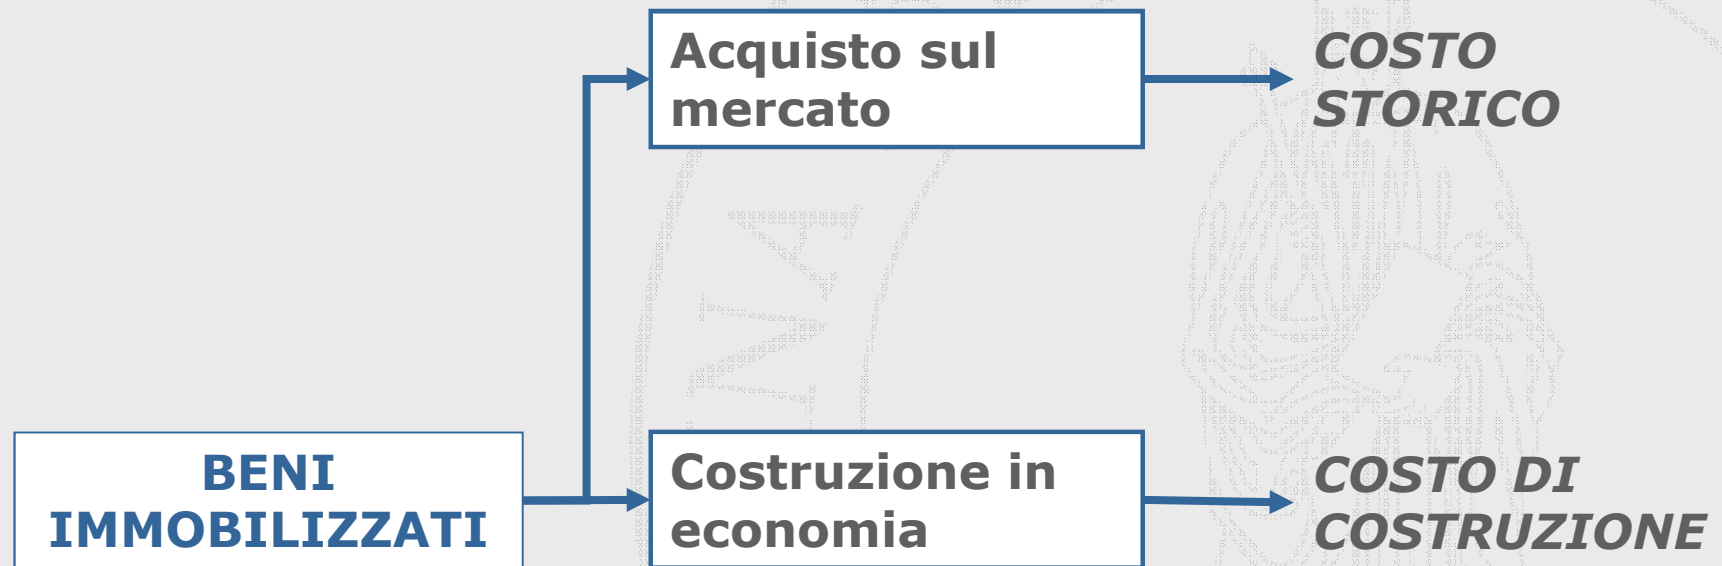 Acquisto sul
mercato
COSTO
STORICO
BENI
IMMOBILIZZATI
Costruzione in
economia
COSTO DI
COSTRUZIONE